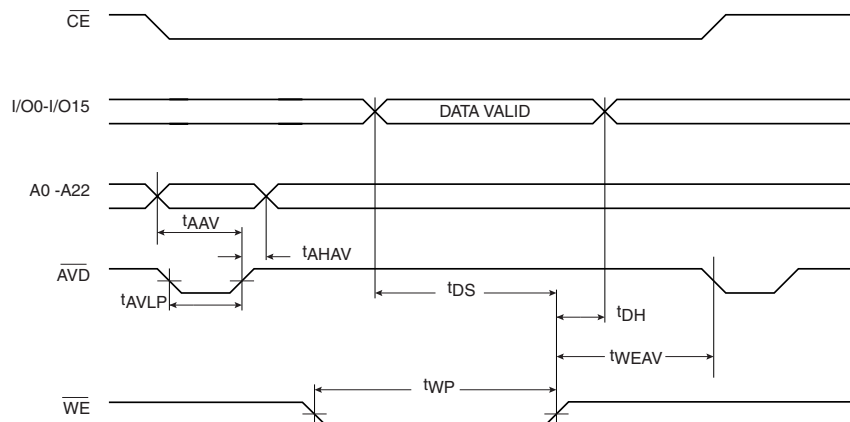 CE
I/O0-I/O15
DATA VALID
A0 -A22
tAAV
tAHAV
AVD
tAVLP
tDS
tDH
tWEAV
tWP
WE